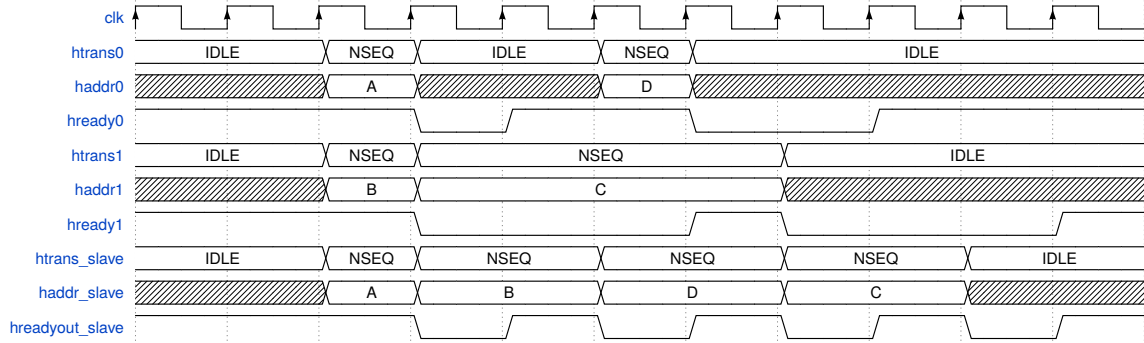 clk
htrans0 IDLE NSEQ IDLE NSEQ IDLE
haddr0 A D
hready0
htrans1 IDLE NSEQ NSEQ IDLE
haddr1 B C
hready1
htrans_slave IDLE NSEQ NSEQ NSEQ NSEQ IDLE
haddr_slave A B D C
hreadyout_slave